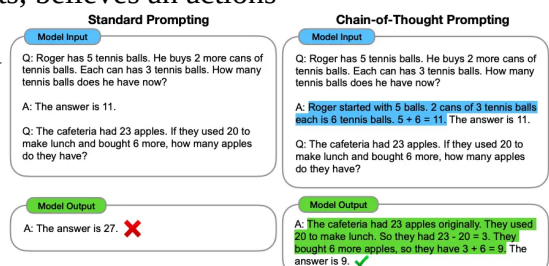 ts, believes an actions
Standard Prompting
Model Input
Q: Roger has 5 tennis balls. He buys 2 more cans of
tennis balls. Each can has 3 tennis balls. How many
tennis balls does he have now?
A: The answer is 11.
Q: The cafeteria had 23 apples. If they used 20 to
make lunch and bought 6 more, how many apples
do they have?
Model Output
A: The answer is 27.
Chain-of-Thought Prompting
Model Input
Q: Roger has 5 tennis balls. He buys 2 more cans of
tennis balls. Each can has 3 tennis balls. How many
tennis balls does he have now?
A: Roger started with 5 balls. 2 cans of 3 tennis balls
each is 6 tennis balls. 5 + 6 = 11. The answer is 11.
Q: The cafeteria had 23 apples. If they used 20 to
make lunch and bought 6 more, how many apples
do they have?
Model Output
A: The cafeteria had 23 apples originally. They used
20 to make lunch. So they had 23 - 20 = 3. They
bought 6 more apples, so they have 3 + 6 = 9. The
answer is 9.